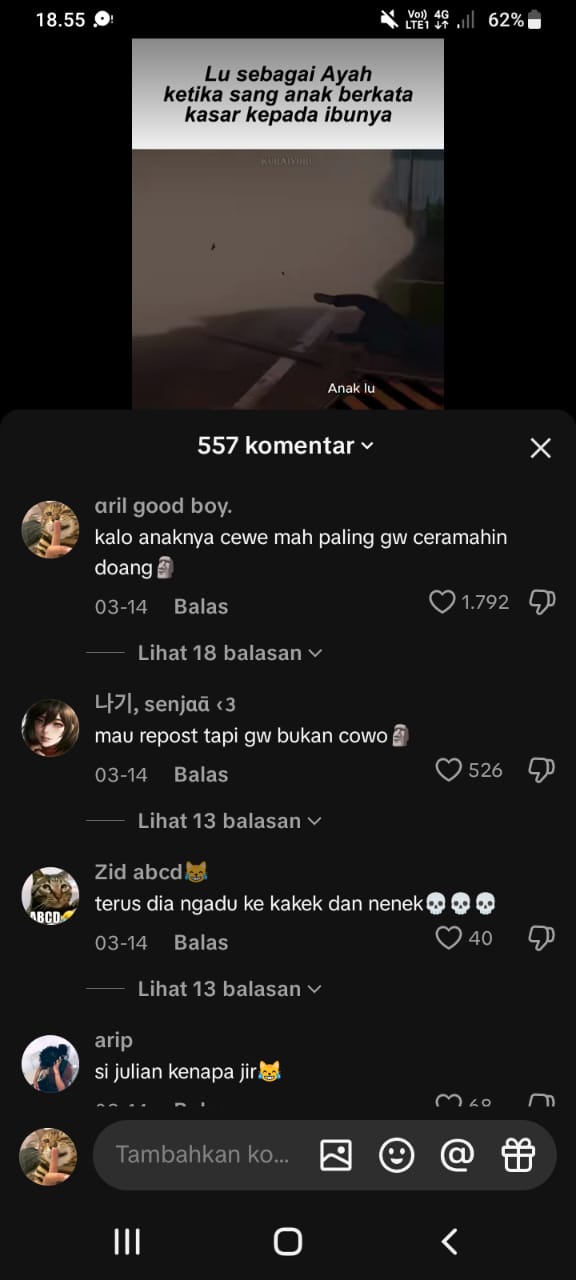 18.55
Vo)) 4G
LTE1
62%
Lu sebagai Ayah
ketika sang anak berkata
kasar kepada ibunya
Anak lu
557 komentar
αril good boy.
kalo anaknya cewe mah paling gw ceramahin
doang🗿
03-14 Balas 1.792
Lihat 18 balasan
나기, senjαā ‹3
mau repost tapi gw bukan cowo🗿
03-14 Balas 526
Lihat 13 balasan
Zid abcd😹
ABCD
terus dia ngadu ke kakek dan nenek💀💀💀
03-14 Balas 40
Lihat 13 balasan
arip
si julian kenapa jir😹
68
Tambahkan ko...